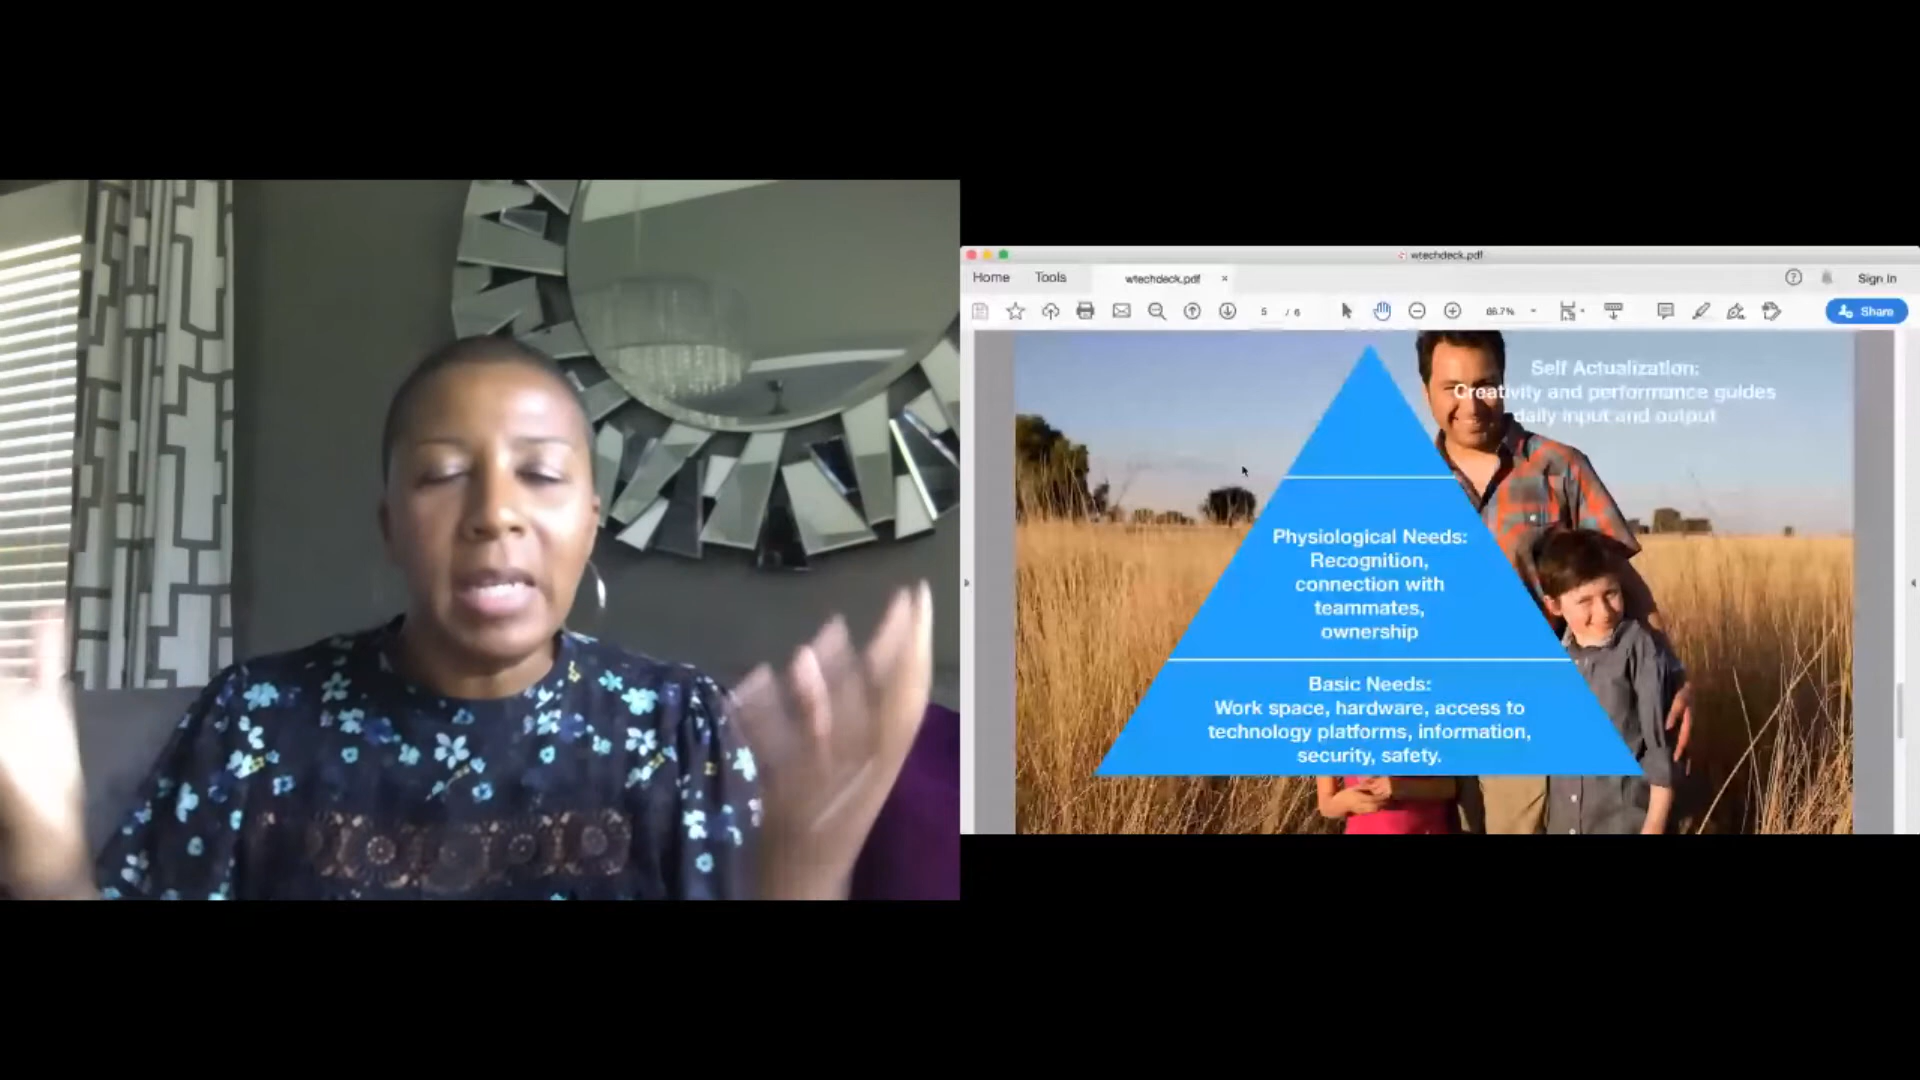 wtechdeck.pdf
Home
Tools
wtechdeck.pdf
×
Sign In
5 / 6
86.7%
Share
Self Actualization:
Creativity and performance guides
daily input and output
Physiological Needs:
Recognition,
connection with
teammates,
ownership
Basic Needs:
Work space, hardware, access to
technology platforms, information,
security, safety.